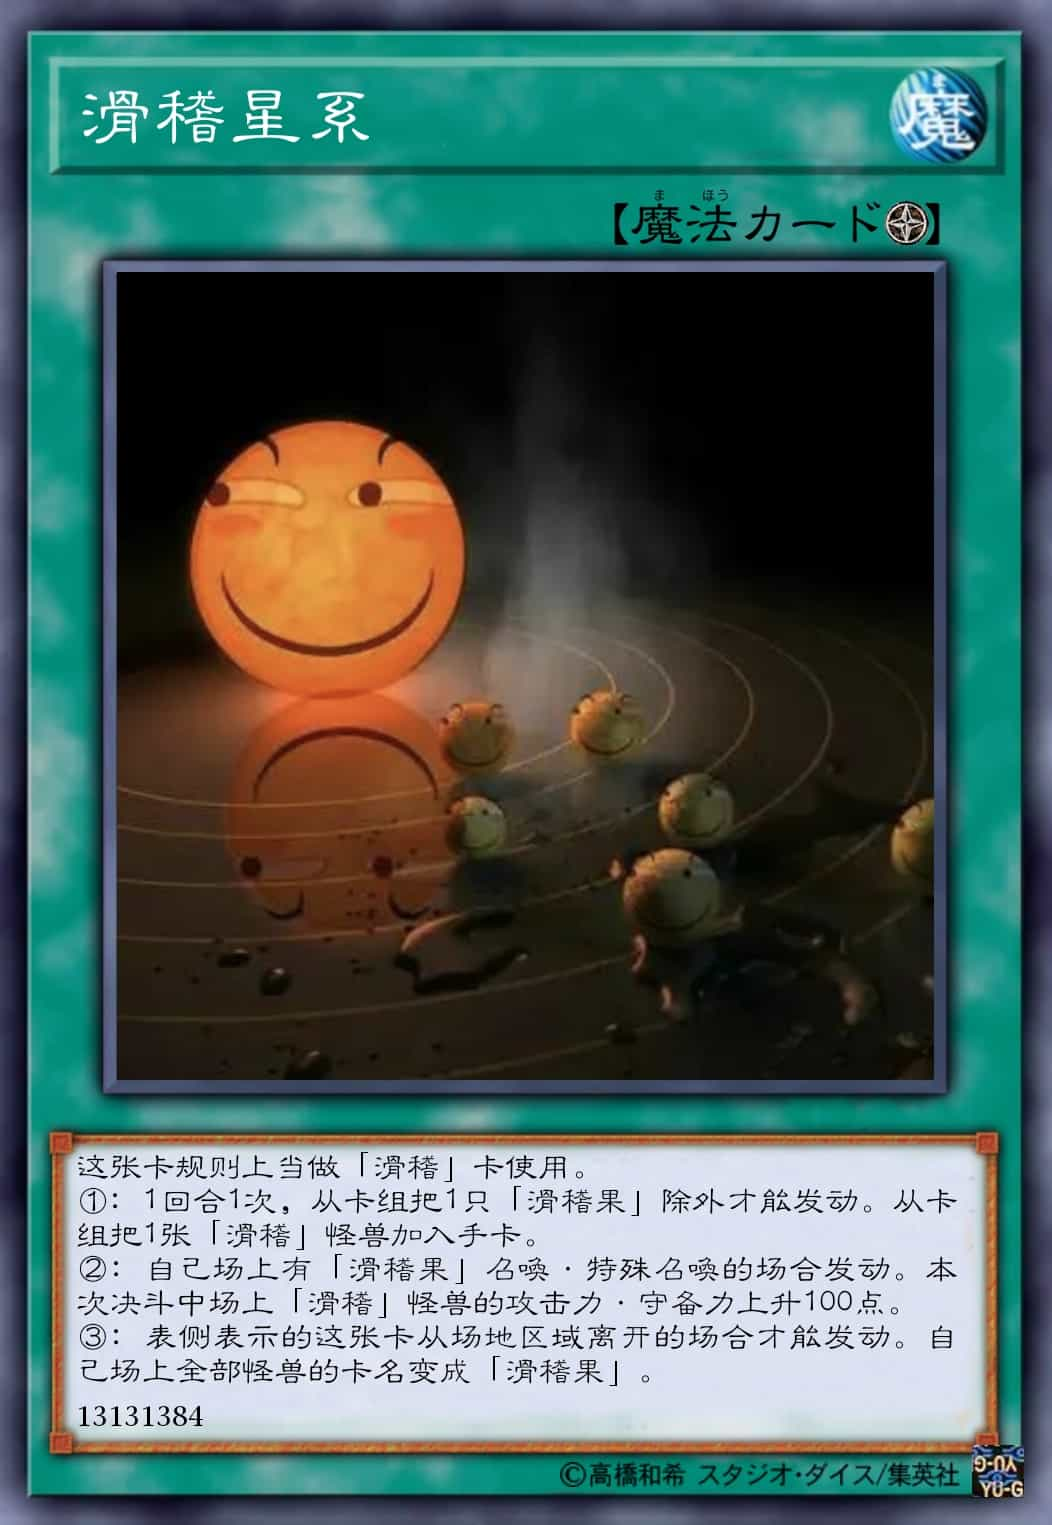 滑稽星系
魔
まほう
【魔法カード】
这张卡规则上当做「滑稽」卡使用。
①：1回合1次，从卡组把1只「滑稽果」除外才能发动。从卡
组把1张「滑稽」怪兽加入手卡。
②：自己场上有「滑稽果」召唤·特殊召唤的场合发动。本
次决斗中场上「滑稽」怪兽的攻击力·守备力上升100点。
③：表侧表示的这张卡从场地区域离开的场合才能发动。自
己场上全部怪兽的卡名变成「滑稽果」。
13131384
©高橋和希 スタジオ・ダイス/集英社
YU-G
YU-G